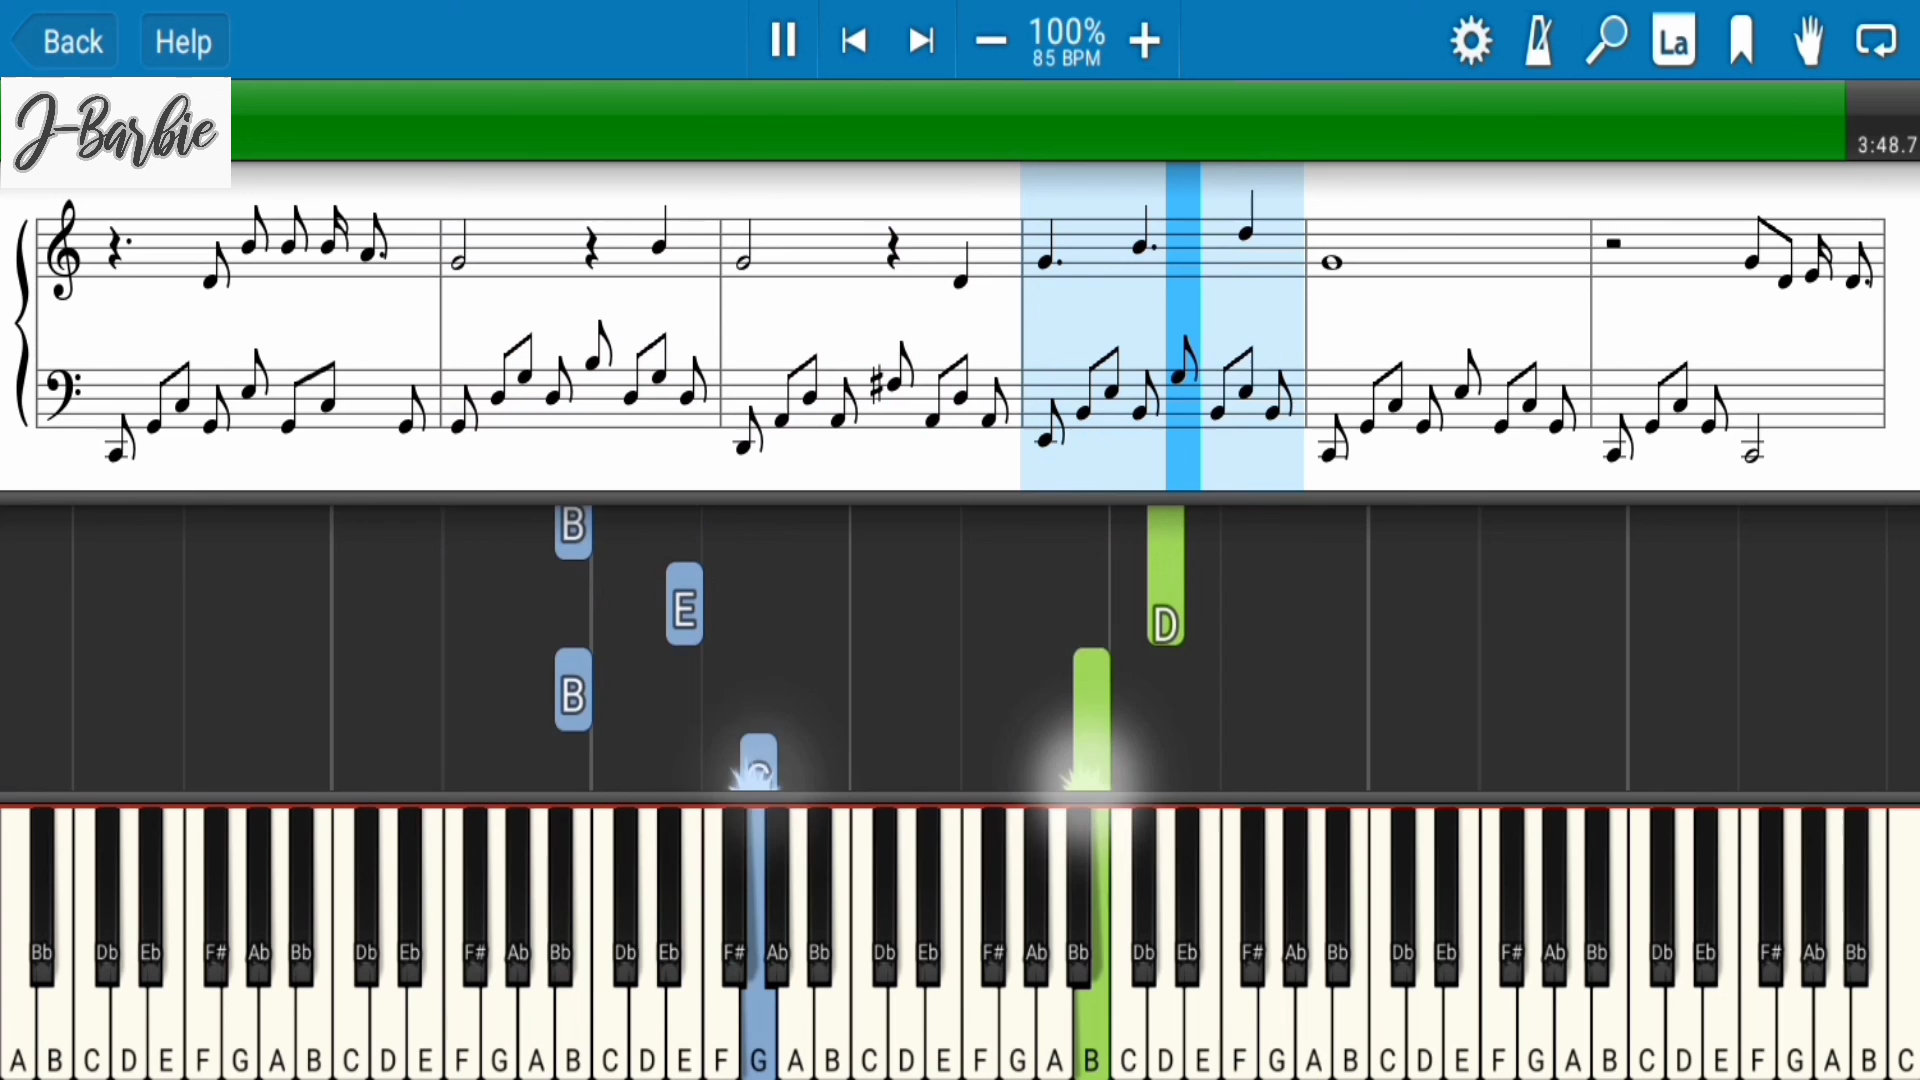 Back Help 100% La
85 BPM
J-Barbie
3:48.7
B
E D
B
G
Bb Db Eb F# Ab Bb Db Eb F# Ab Bb Db Eb F# Ab Bb Db Eb F# Ab Bb Db Eb F# Ab Bb Db Eb F# Ab Bb Db Eb F# Ab Bb
A B C D E F G A B C D E F G A B C D E F G A B C D E F G A B C D E F G A B C D E F G A B C D E F G A B C